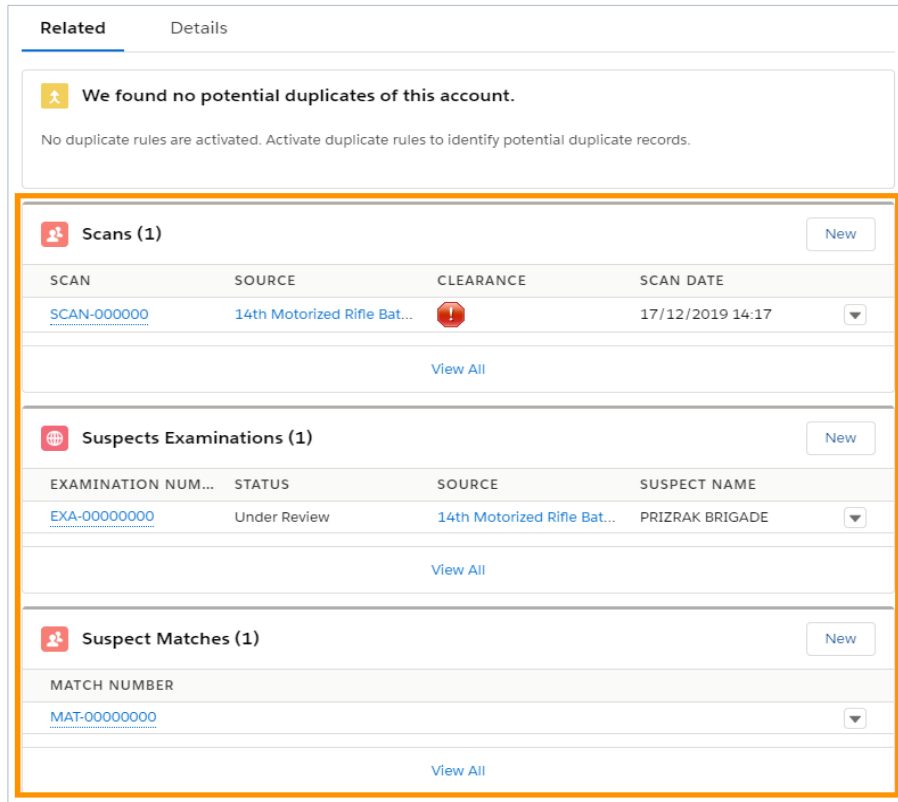 Related Details
We found no potential duplicates of this account.
No duplicate rules are activated. Activate duplicate rules to identify potential duplicate records.
Scans (1) New
SCAN SOURCE CLEARANCE SCAN DATE
SCAN-000000 14th Motorized Rifle Bat... ! 17/12/2019 14:17
View All
Suspects Examinations (1) New
EXAMINATION NUM... STATUS SOURCE SUSPECT NAME
EXA-00000000 Under Review 14th Motorized Rifle Bat... PRIZRAK BRIGADE
View All
Suspect Matches (1) New
MATCH NUMBER
MAT-00000000
View All